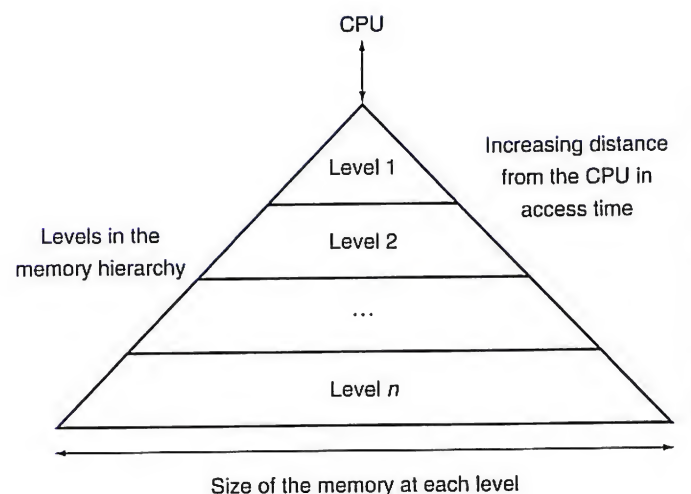 CPU
Increasing distance
from the CPU in
access time
Level 1
Levels in the
memory hierarchy
Level 2
...
Level n
Size of the memory at each level